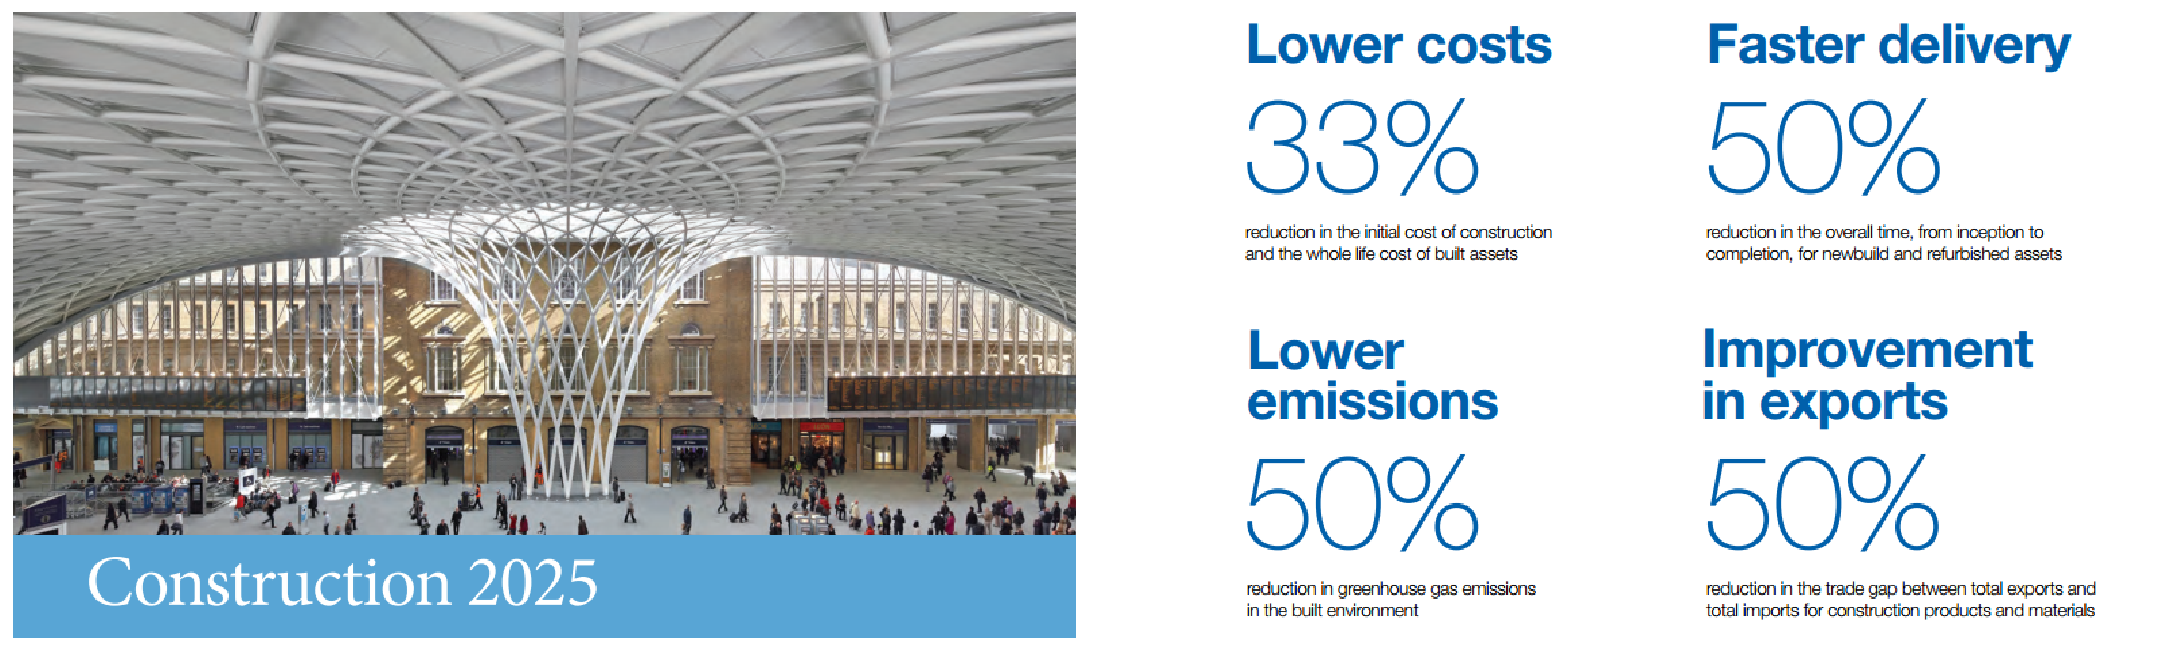 Construction 2025
Lower costs
33%
reduction in the initial cost of construction
and the whole life cost of built assets
Faster delivery
50%
reduction in the overall time, from inception to
completion, for newbuild and refurbished assets
Lower
emissions
50%
reduction in greenhouse gas emissions
in the built environment
Improvement
in exports
50%
reduction in the trade gap between total exports and
total imports for construction products and materials